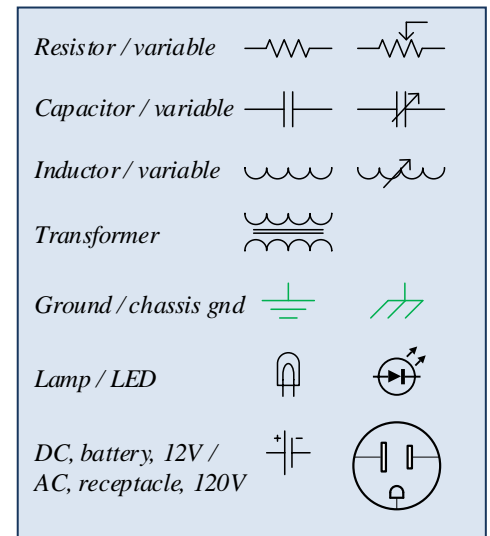 Resistor / variable
Capacitor / variable
Inductor / variable
Transformer
Ground / chassis gnd
Lamp / LED
+ -
DC, battery, 12V /
AC, receptacle, 120V